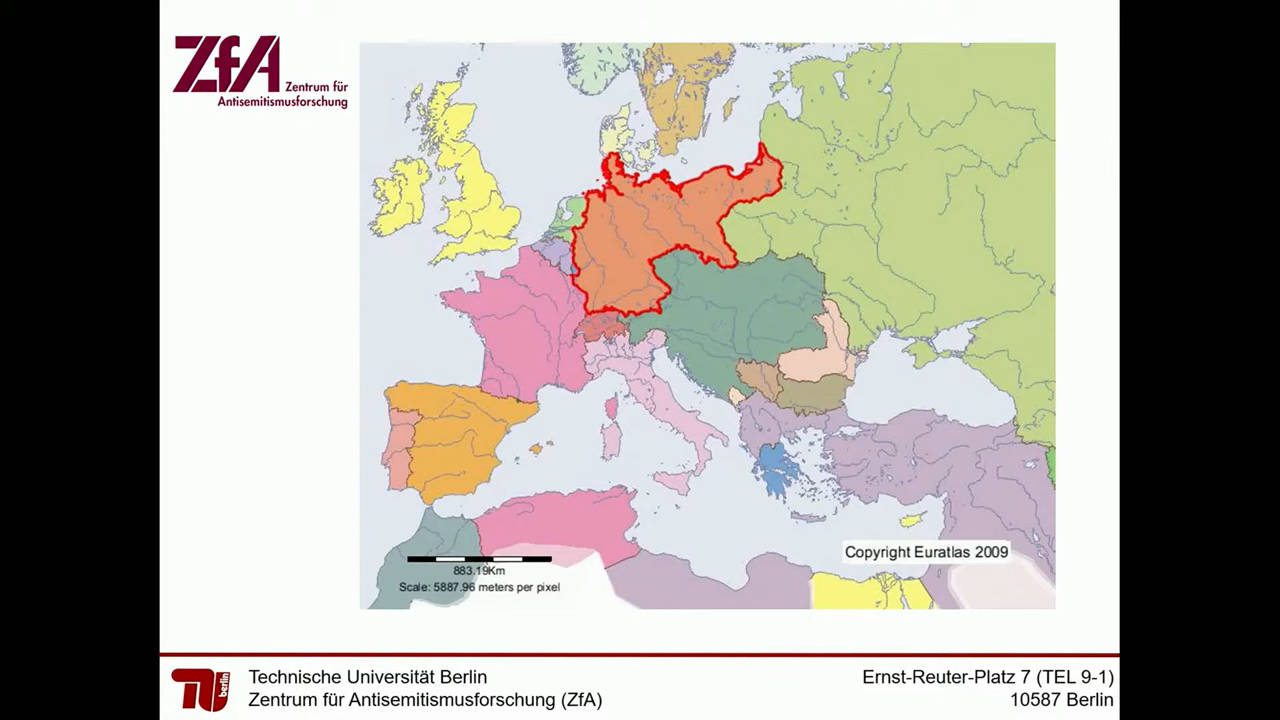 ZfA
Zentrum für
Antisemitismusforschung
Copyright Euratlas 2009
883.19Km
Scale: 5887.96 meters per pixel
berlin
Technische Universität Berlin
Zentrum für Antisemitismusforschung (ZfA)
Ernst-Reuter-Platz 7 (TEL 9-1)
10587 Berlin